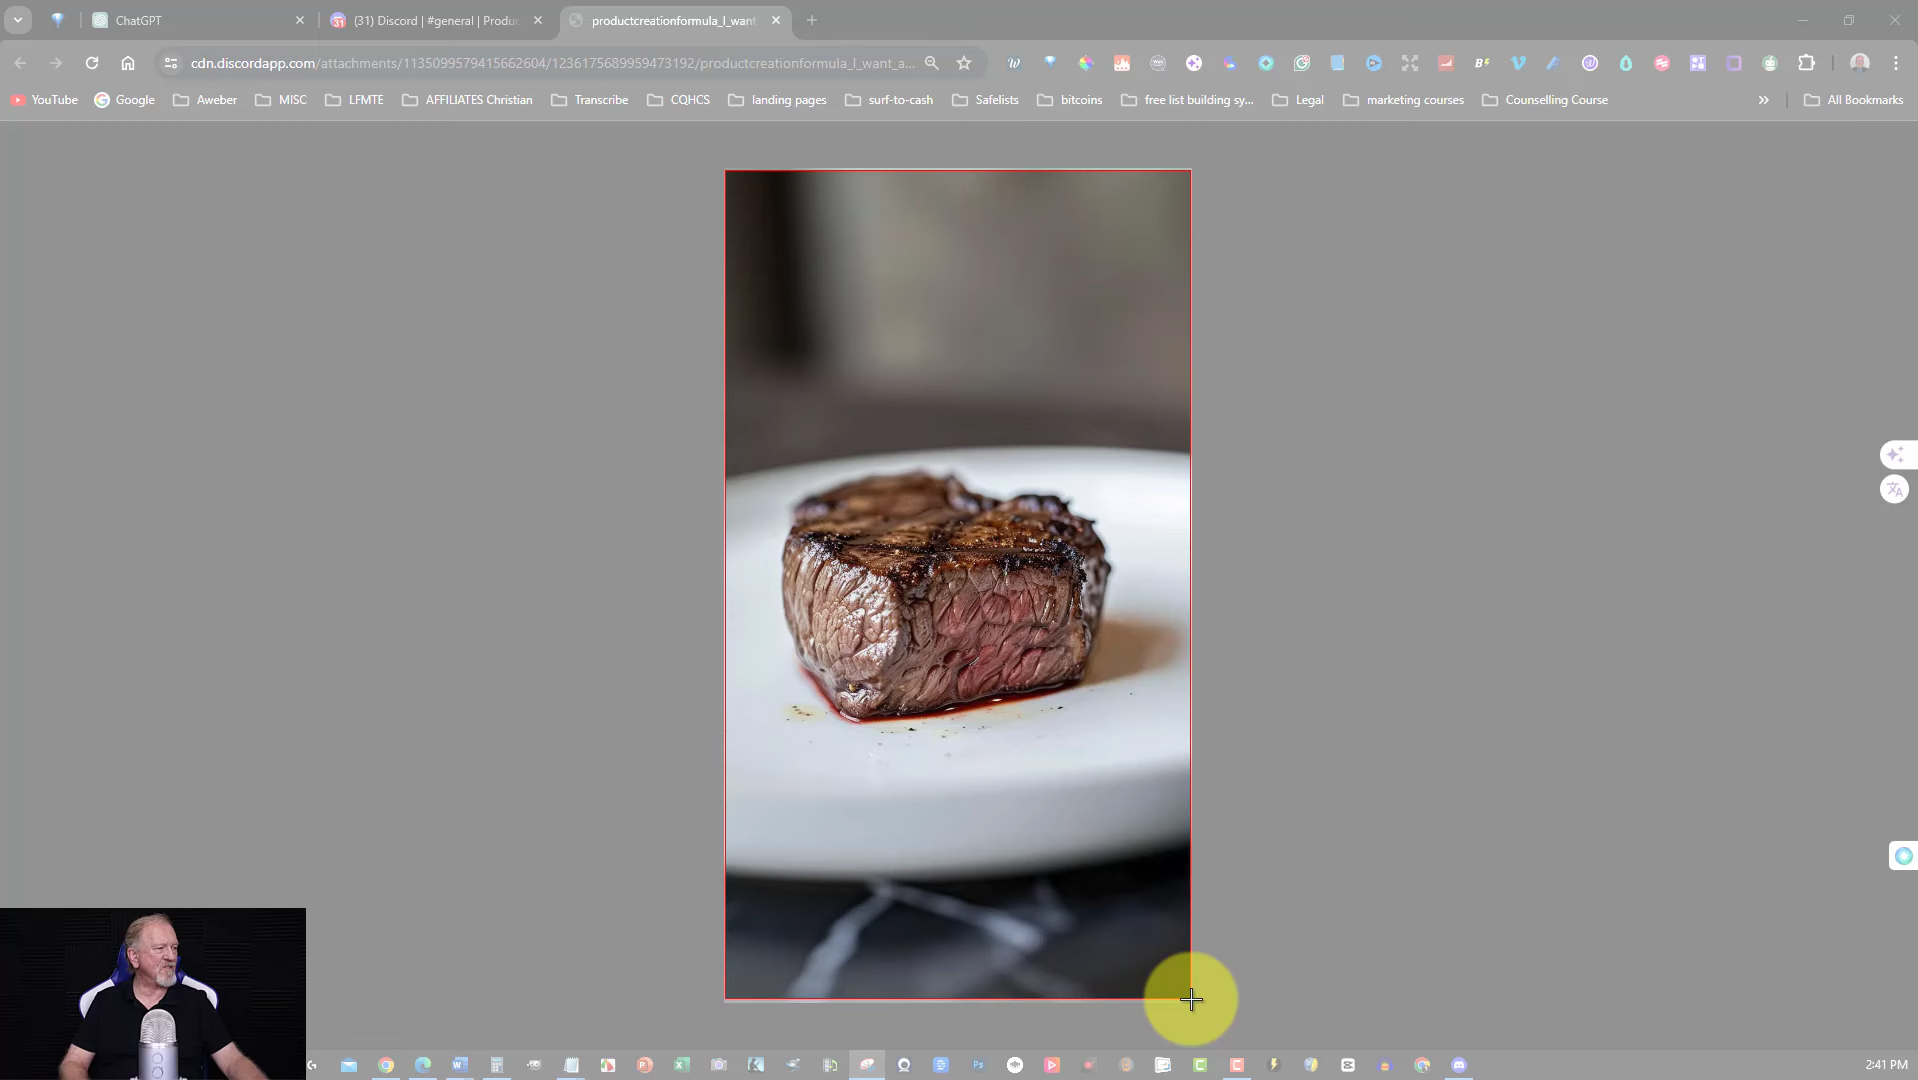 ChatGPT
(31) Discord | #general | Produc
productcreationformula_I_want
cdn.discordapp.com/attachments/1135099579415662604/1236175689959473192/productcreationformula_I_want_a...
YouTube
Google
Aweber
MISC
LFMTE
AFFILIATES Christian
Transcribe
CQHCS
landing pages
surf-to-cash
Safelists
bitcoins
free list building sy...
Legal
marketing courses
Counselling Course
All Bookmarks
2:41 PM